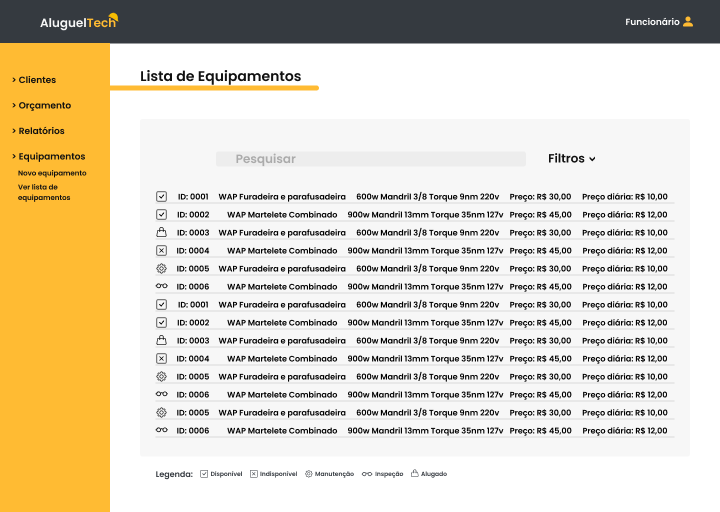 AluguelTech
Funcionário
> Clientes
> Orçamento
> Relatórios
> Equipamentos
Novo equipamento
Ver lista de
equipamentos
Lista de Equipamentos
Pesquisar
Filtros
ID: 0001 WAP Furadeira e parafusadeira 600w Mandril 3/8 Torque 9nm 220v Preço: R$ 30,00 Preço diária: R$ 10,00
ID: 0002 WAP Martelete Combinado 900w Mandril 13mm Torque 35nm 127v Preço: R$ 45,00 Preço diária: R$ 12,00
ID: 0003 WAP Furadeira e parafusadeira 600w Mandril 3/8 Torque 9nm 220v Preço: R$ 30,00 Preço diária: R$ 10,00
ID: 0004 WAP Martelete Combinado 900w Mandril 13mm Torque 35nm 127v Preço: R$ 45,00 Preço diária: R$ 12,00
ID: 0005 WAP Furadeira e parafusadeira 600w Mandril 3/8 Torque 9nm 220v Preço: R$ 30,00 Preço diária: R$ 10,00
ID: 0006 WAP Martelete Combinado 900w Mandril 13mm Torque 35nm 127v Preço: R$ 45,00 Preço diária: R$ 12,00
ID: 0001 WAP Furadeira e parafusadeira 600w Mandril 3/8 Torque 9nm 220v Preço: R$ 30,00 Preço diária: R$ 10,00
ID: 0002 WAP Martelete Combinado 900w Mandril 13mm Torque 35nm 127v Preço: R$ 45,00 Preço diária: R$ 12,00
ID: 0003 WAP Furadeira e parafusadeira 600w Mandril 3/8 Torque 9nm 220v Preço: R$ 30,00 Preço diária: R$ 10,00
ID: 0004 WAP Martelete Combinado 900w Mandril 13mm Torque 35nm 127v Preço: R$ 45,00 Preço diária: R$ 12,00
ID: 0005 WAP Furadeira e parafusadeira 600w Mandril 3/8 Torque 9nm 220v Preço: R$ 30,00 Preço diária: R$ 10,00
ID: 0006 WAP Martelete Combinado 900w Mandril 13mm Torque 35nm 127v Preço: R$ 45,00 Preço diária: R$ 12,00
ID: 0005 WAP Furadeira e parafusadeira 600w Mandril 3/8 Torque 9nm 220v Preço: R$ 30,00 Preço diária: R$ 10,00
ID: 0006 WAP Martelete Combinado 900w Mandril 13mm Torque 35nm 127v Preço: R$ 45,00 Preço diária: R$ 12,00
Legenda: Disponível Indisponível Manutenção Inspeção Alugado